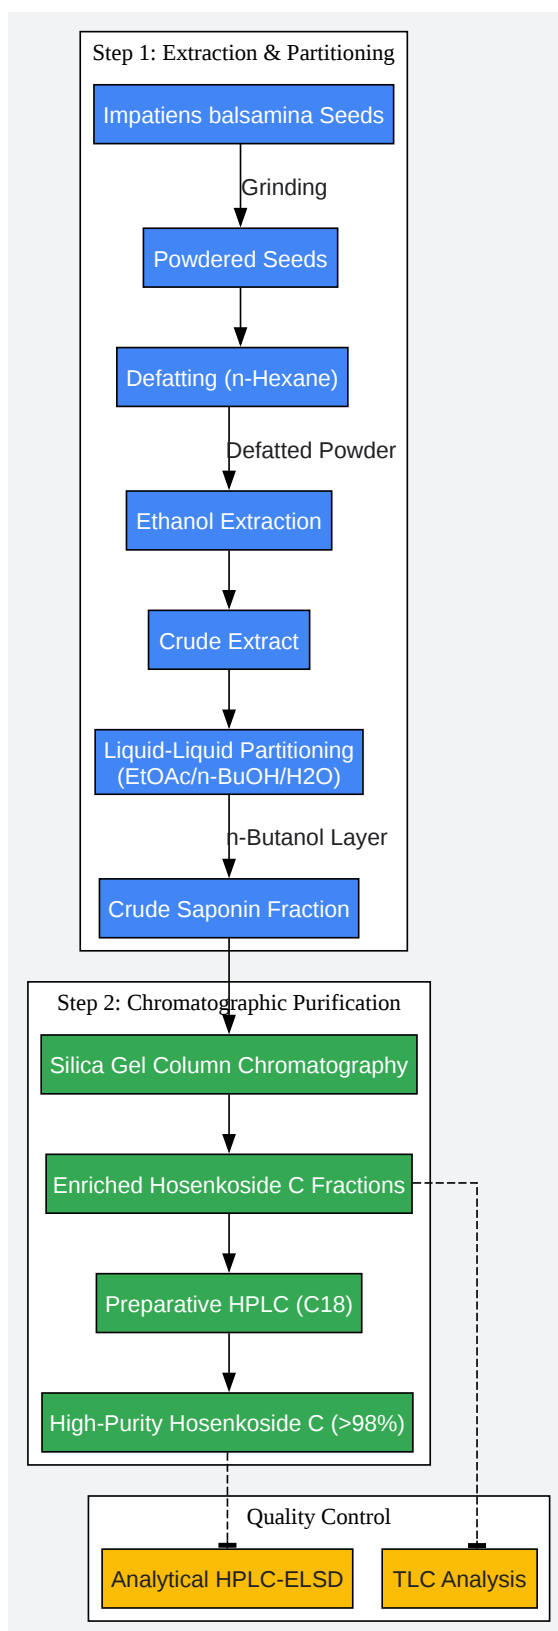 Step 1: Extraction & Partitioning
Impatiens balsamina Seeds
Grinding
Powdered Seeds
Defatting (n-Hexane)
Defatted Powder
Ethanol Extraction
Crude Extract
Liquid-Liquid Partitioning
(EtOAc/n-BuOH/H2O)
n-Butanol Layer
Crude Saponin Fraction
Step 2: Chromatographic Purification
Silica Gel Column Chromatography
Enriched Hosenkoside C Fractions
Preparative HPLC (C18)
High-Purity Hosenkoside C (>98%)
Quality Control
Analytical HPLC-ELSD
TLC Analysis